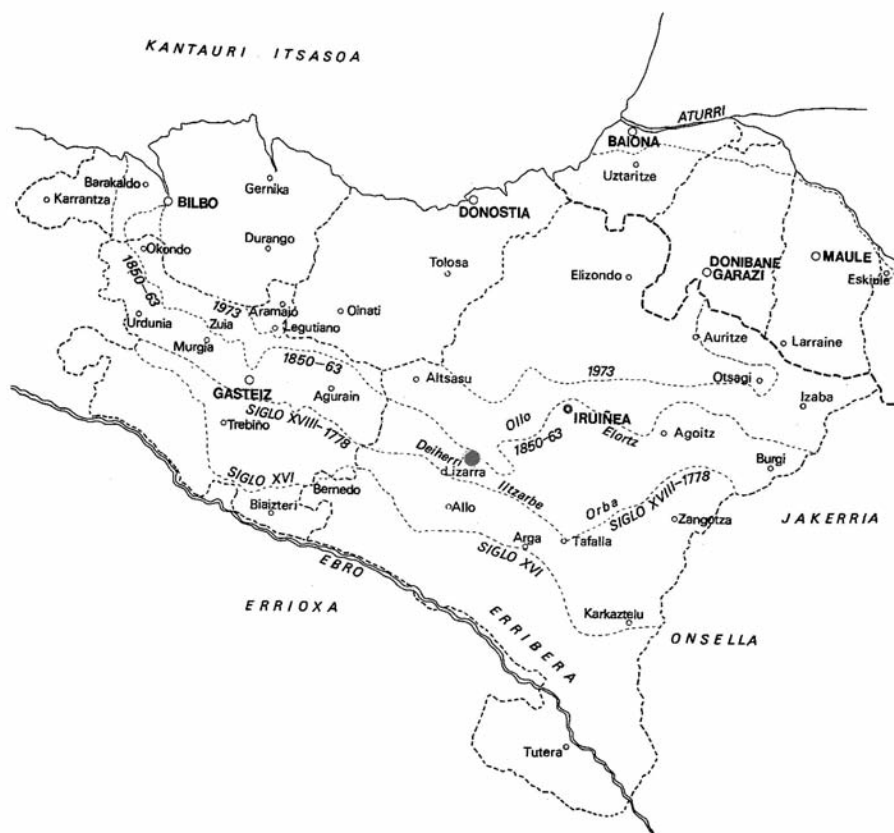 KANTAURI ITSASOA
ATURRI
BAIONA
Uztaritze
Barakaldo
Karrantza
Gernika
BILBO
DONOSTIA
Okondo
Durango
Tolosa
Elizondo
DONIBANE
GARAZI
MAULE
Eskiule
1850–63
Urdunia
Zuia
Murgia
1973
Aramajó
Legutiano
Oinati
Auritze
Larraine
1850–63
GASTEIZ
Agurain
Altsasu
1973
Otsagi
Izaba
SIGLO XVIII–1778
Trebiño
Ollo
1850-63
IRUIÑEA
Elortz
Agoitz
Deiherri
Lizarra
Burgi
SIGLO XVI
Bernedo
Biaizteri
Iltzarbe
Allo
Orba
SIGLO XVIII–1778
Zangotza
JAKERRIA
Arga
Tafalla
SIGLO XVI
EBRO
ERRIOXA
Karkaztelu
ONSELLA
ERRIBERA
Tutera